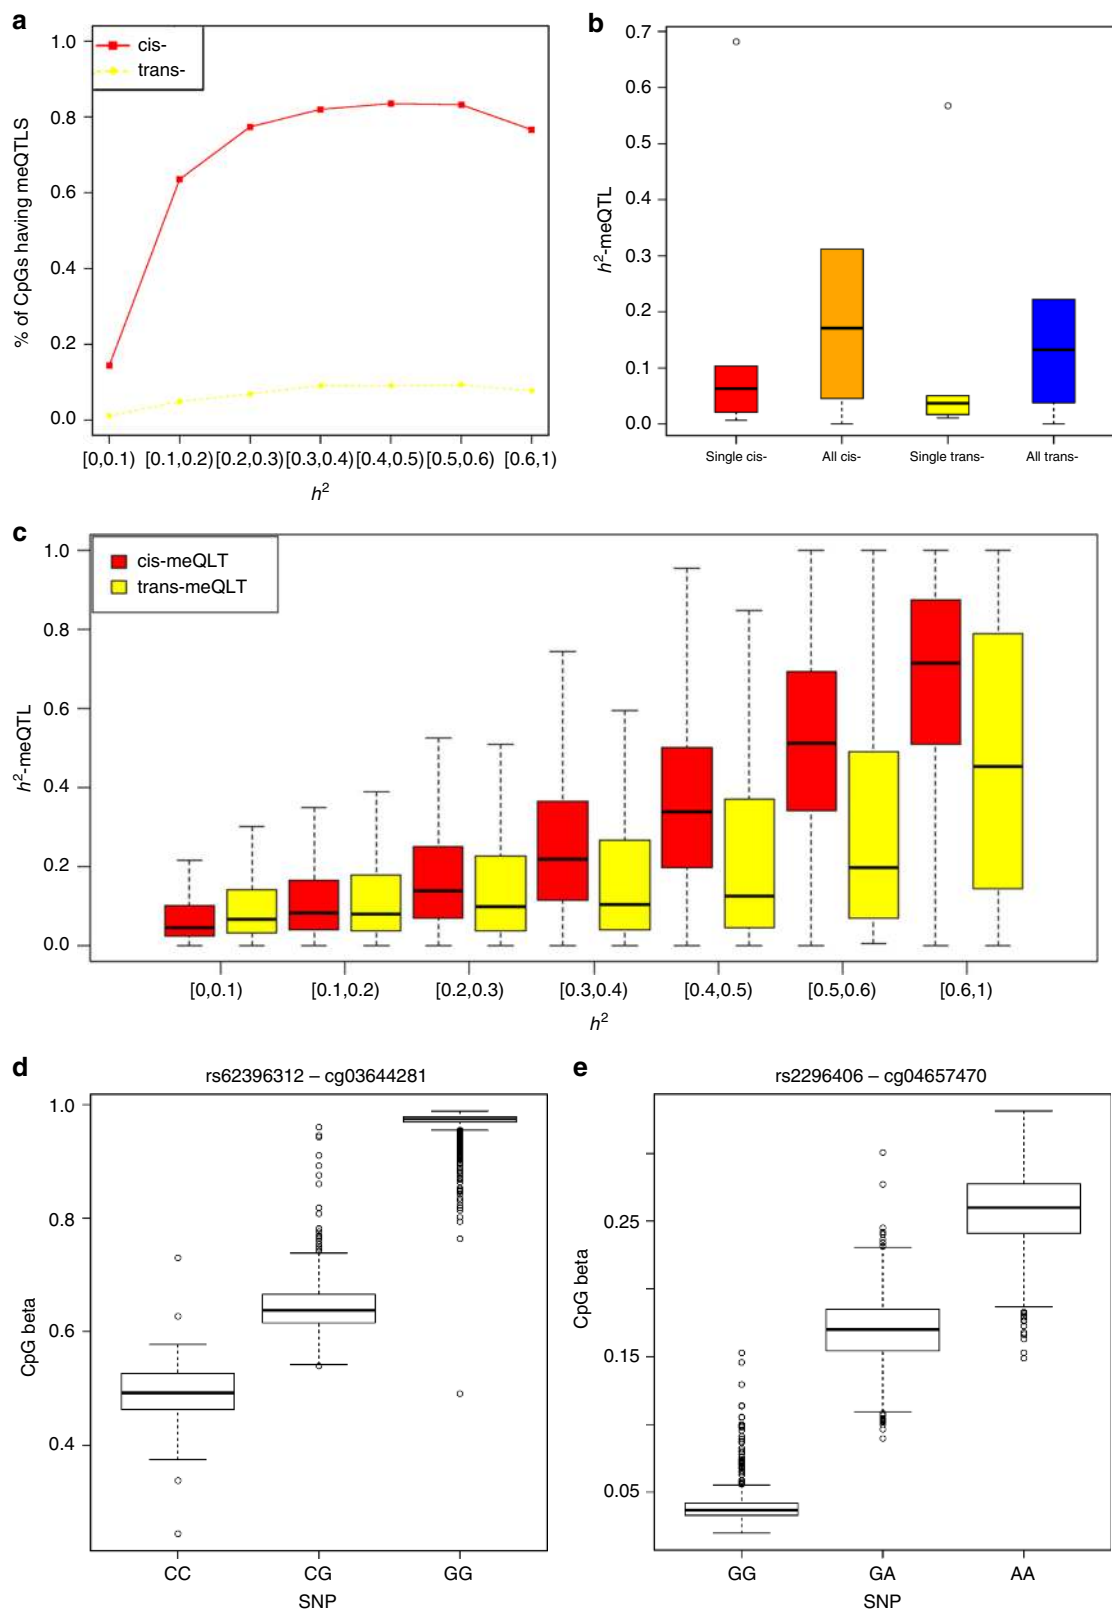 a
1.0
0.8
0.6
0.4
0.2
0.0
% of CpGs having meQTLS
cis-
trans-
[0,0.1) [0.1,0.2) [0.2,0.3) [0.3,0.4) [0.4,0.5) [0.5,0.6) [0.6,1)
h²
b
0.7
0.6
0.5
0.4
0.3
0.2
0.1
0.0
h²-meQTL
Single cis- All cis- Single trans- All trans-
c
1.0
0.8
0.6
0.4
0.2
0.0
h²-meQTL
cis-meQLT
trans-meQLT
[0,0.1) [0.1,0.2) [0.2,0.3) [0.3,0.4) [0.4,0.5) [0.5,0.6) [0.6,1)
h²
d
rs62396312 – cg03644281
1.0
0.8
0.6
0.4
CpG beta
CC CG GG
SNP
e
rs2296406 – cg04657470
0.25
0.15
0.05
CpG beta
GG GA AA
SNP